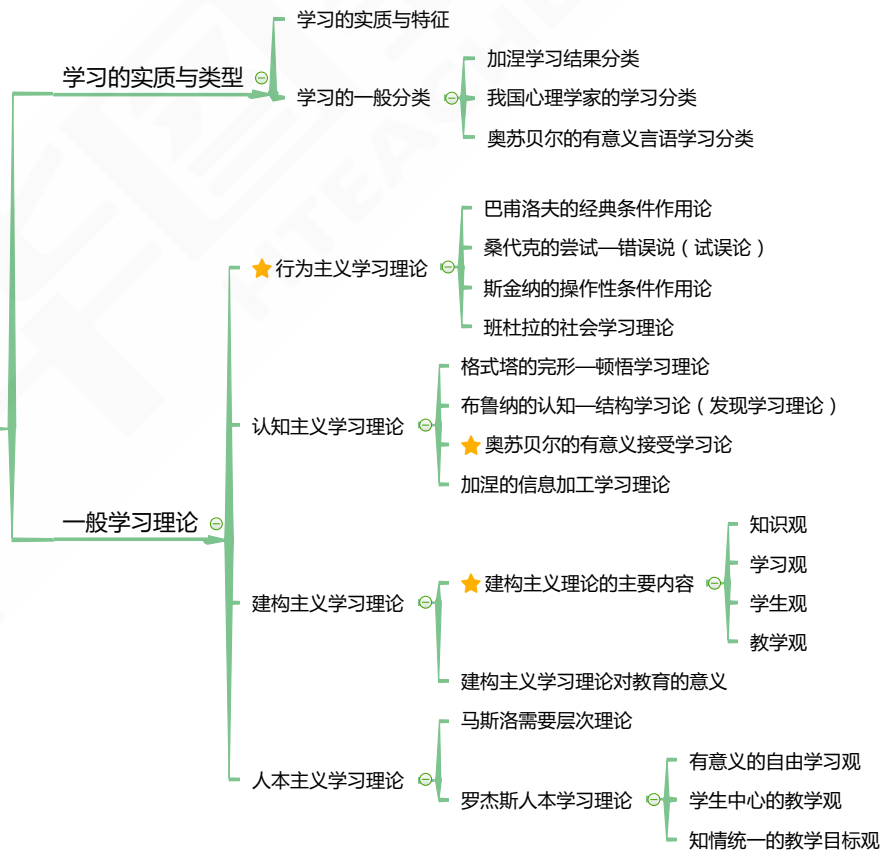 学习的实质与类型
学习的实质与特征
学习的一般分类
加涅学习结果分类
我国心理学家的学习分类
奥苏贝尔的有意义言语学习分类
一般学习理论
行为主义学习理论
巴甫洛夫的经典条件作用论
桑代克的尝试—错误说（试误论）
斯金纳的操作性条件作用论
班杜拉的社会学习理论
认知主义学习理论
格式塔的完形—顿悟学习理论
布鲁纳的认知—结构学习论（发现学习理论）
奥苏贝尔的有意义接受学习论
加涅的信息加工学习理论
建构主义学习理论
建构主义理论的主要内容
知识观
学习观
学生观
教学观
建构主义学习理论对教育的意义
人本主义学习理论
马斯洛需要层次理论
罗杰斯人本学习理论
有意义的自由学习观
学生中心的教学观
知情统一的教学目标观